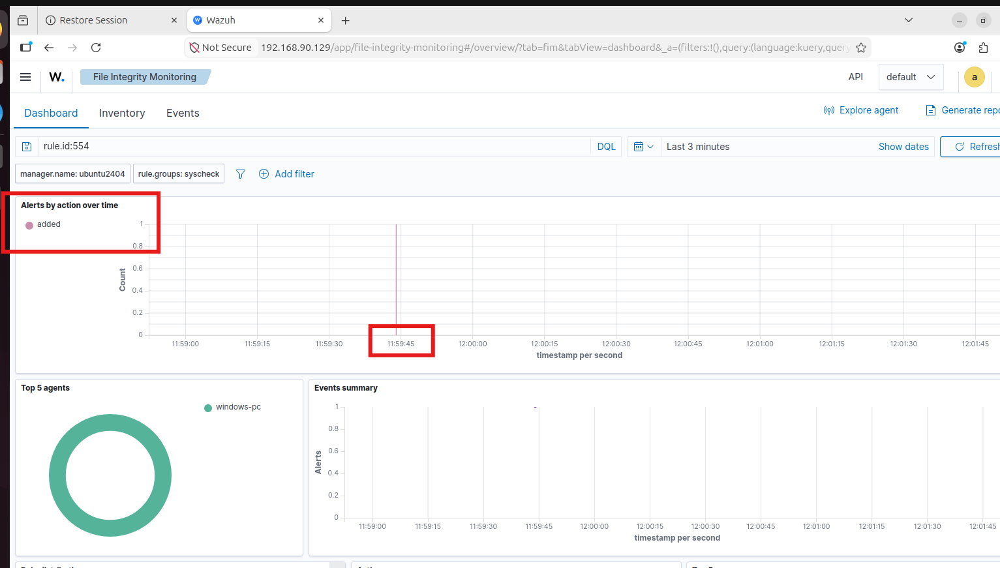 Restore Session
Wazuh
Not Secure 192.168.90.129/app/file-integrity-monitoring#/overview/?tab=fim&tabView=dashboard&_a=(filters:!(),query:(language:kuery,query
W. File Integrity Monitoring API default a
Dashboard Inventory Events Explore agent Generate repo
rule.id:554 DQL Last 3 minutes Show dates Refresh
manager.name: ubuntu2404 rule.groups: syscheck Add filter
Alerts by action over time
added
1
0.8
0.6
0.4
0.2
0
Count
11:59:00 11:59:15 11:59:30 11:59:45 12:00:00 12:00:15 12:00:30 12:00:45 12:01:00 12:01:15 12:01:30 12:01:45
timestamp per second
Top 5 agents
windows-pc
Events summary
1
0.8
0.6
0.4
0.2
0
Alerts
11:59:00 11:59:15 11:59:30 11:59:45 12:00:00 12:00:15 12:00:30 12:00:45 12:01:00 12:01:15 12:01:30 12:01:45
timestamp per second